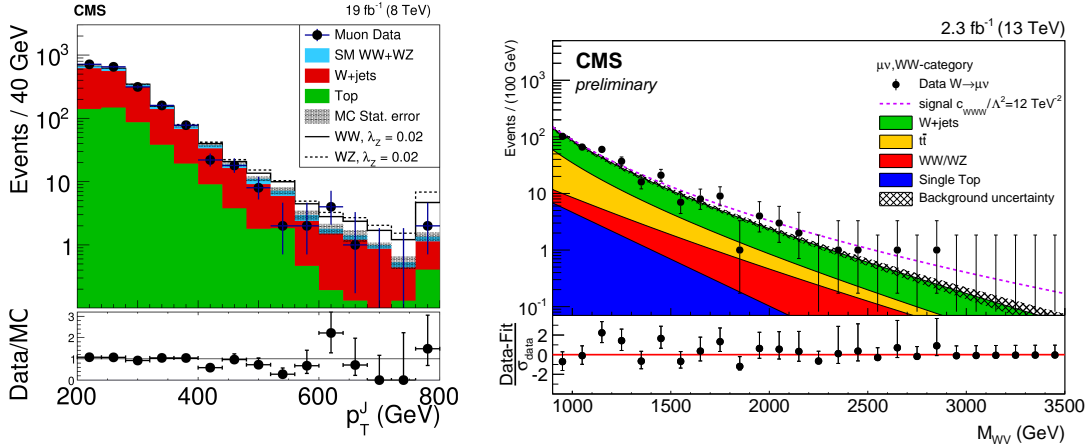 CMS 19 fb⁻¹ (8 TeV)
Events / 40 GeV
10³
10²
10
1
Muon Data
SM WW+WZ
W+jets
Top
MC Stat. error
WW, λ_Z = 0.02
WZ, λ_Z = 0.02
Data/MC
3
2
1
0
200 400 600 800
p_T^J (GeV)
2.3 fb⁻¹ (13 TeV)
CMS
preliminary
Events / (100 GeV)
10³
10²
10
1
10⁻¹
μν,WW-category
Data W→μν
signal c_WWW/Λ²=12 TeV⁻²
W+jets
tt̄
WW/WZ
Single Top
Background uncertainty
Data-Fit
σ_data
2
0
-2
1000 1500 2000 2500 3000 3500
M_WV (GeV)